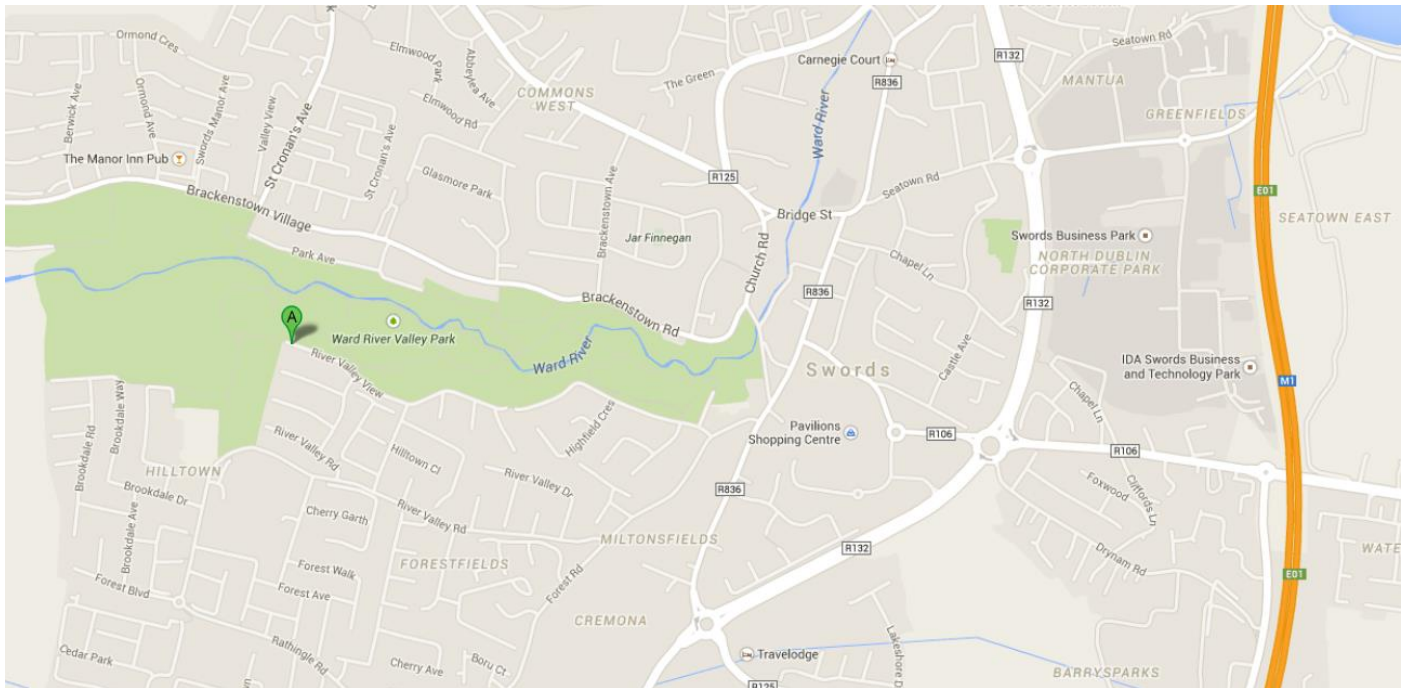 Ormond Cres
Elmwood
Park
Abbeylea Ave
The Green
COMMONS
WEST
Carnegie Court
R836
R132
Seatown Rd
MANTUA
GREENFIELDS
Berwick Ave
Ormond Ave
Swords Manor Ave
Valley View
St Cronan's Ave
Elmwood Rd
St Cronan's Ave
Glasmore Park
The Manor Inn Pub
Brackenstown Village
Park Ave
Brackenstown Ave
R125
Ward River
Bridge St
Seatown Rd
E01
SEATOWN EAST
Jar Finnegan
Church Rd
Chapel Ln
Swords Business Park
NORTH DUBLIN
CORPORATE PARK
R836
R132
Brackenstown Rd
A
Ward River Valley Park
Ward River
River Valley View
Swords
Castle Ave
IDA Swords Business
and Technology Park
M1
Chapel Ln
Brookdale Rd
Brookdale Way
Highfield Cres
Pavilions
Shopping Centre
R106
R106
HILLTOWN
River Valley Rd
Hilltown Cl
River Valley Dr
R836
Foxwood
Cliffords Ln
Brookdale Dr
Brookdale Ave
Cherry Garth
River Valley Rd
MILTONSFIELDS
R132
Drynam Rd
WATE
FORESTFIELDS
Forest Walk
Forest Rd
Forest Blvd
Forest Ave
E01
CREMONA
Rathingle Rd
Cedar Park
Cherry Ave
Boru Ct
Travelodge
R125
Lakeshore D
BARRYSPARKS